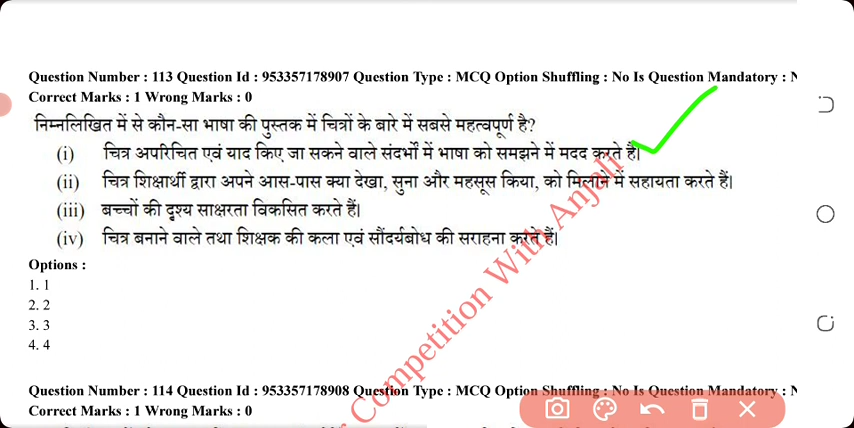 Question Number : 113 Question Id : 953357178907 Question Type : MCQ Option Shuffling : No Is Question Mandatory : N
Correct Marks : 1 Wrong Marks : 0
निम्नलिखित में से कौन-सा भाषा की पुस्तक में चित्रों के बारे में सबसे महत्वपूर्ण है?
(i) चित्र अपरिचित एवं याद किए जा सकने वाले संदर्भों में भाषा को समझने में मदद करते हैं।
(ii) चित्र शिक्षार्थी द्वारा अपने आस-पास क्या देखा, सुना और महसूस किया, को मिलाने में सहायता करते हैं।
(iii) बच्चों की दृश्य साक्षरता विकसित करते हैं।
(iv) चित्र बनाने वाले तथा शिक्षक की कला एवं सौंदर्यबोध की सराहना करते हैं।
Options :
1. 1
2. 2
3. 3
4. 4
Competition With Anjali
Question Number : 114 Question Id : 953357178908 Question Type : MCQ Option Shuffling : No Is Question Mandatory : N
Correct Marks : 1 Wrong Marks : 0